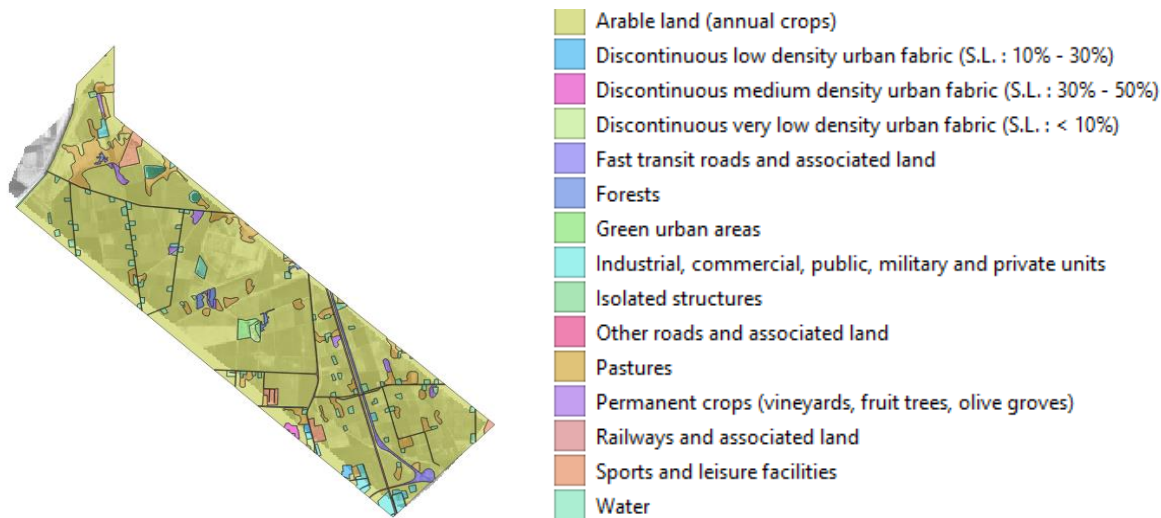 Arable land (annual crops)
Discontinuous low density urban fabric (S.L. : 10% - 30%)
Discontinuous medium density urban fabric (S.L. : 30% - 50%)
Discontinuous very low density urban fabric (S.L. : < 10%)
Fast transit roads and associated land
Forests
Green urban areas
Industrial, commercial, public, military and private units
Isolated structures
Other roads and associated land
Pastures
Permanent crops (vineyards, fruit trees, olive groves)
Railways and associated land
Sports and leisure facilities
Water